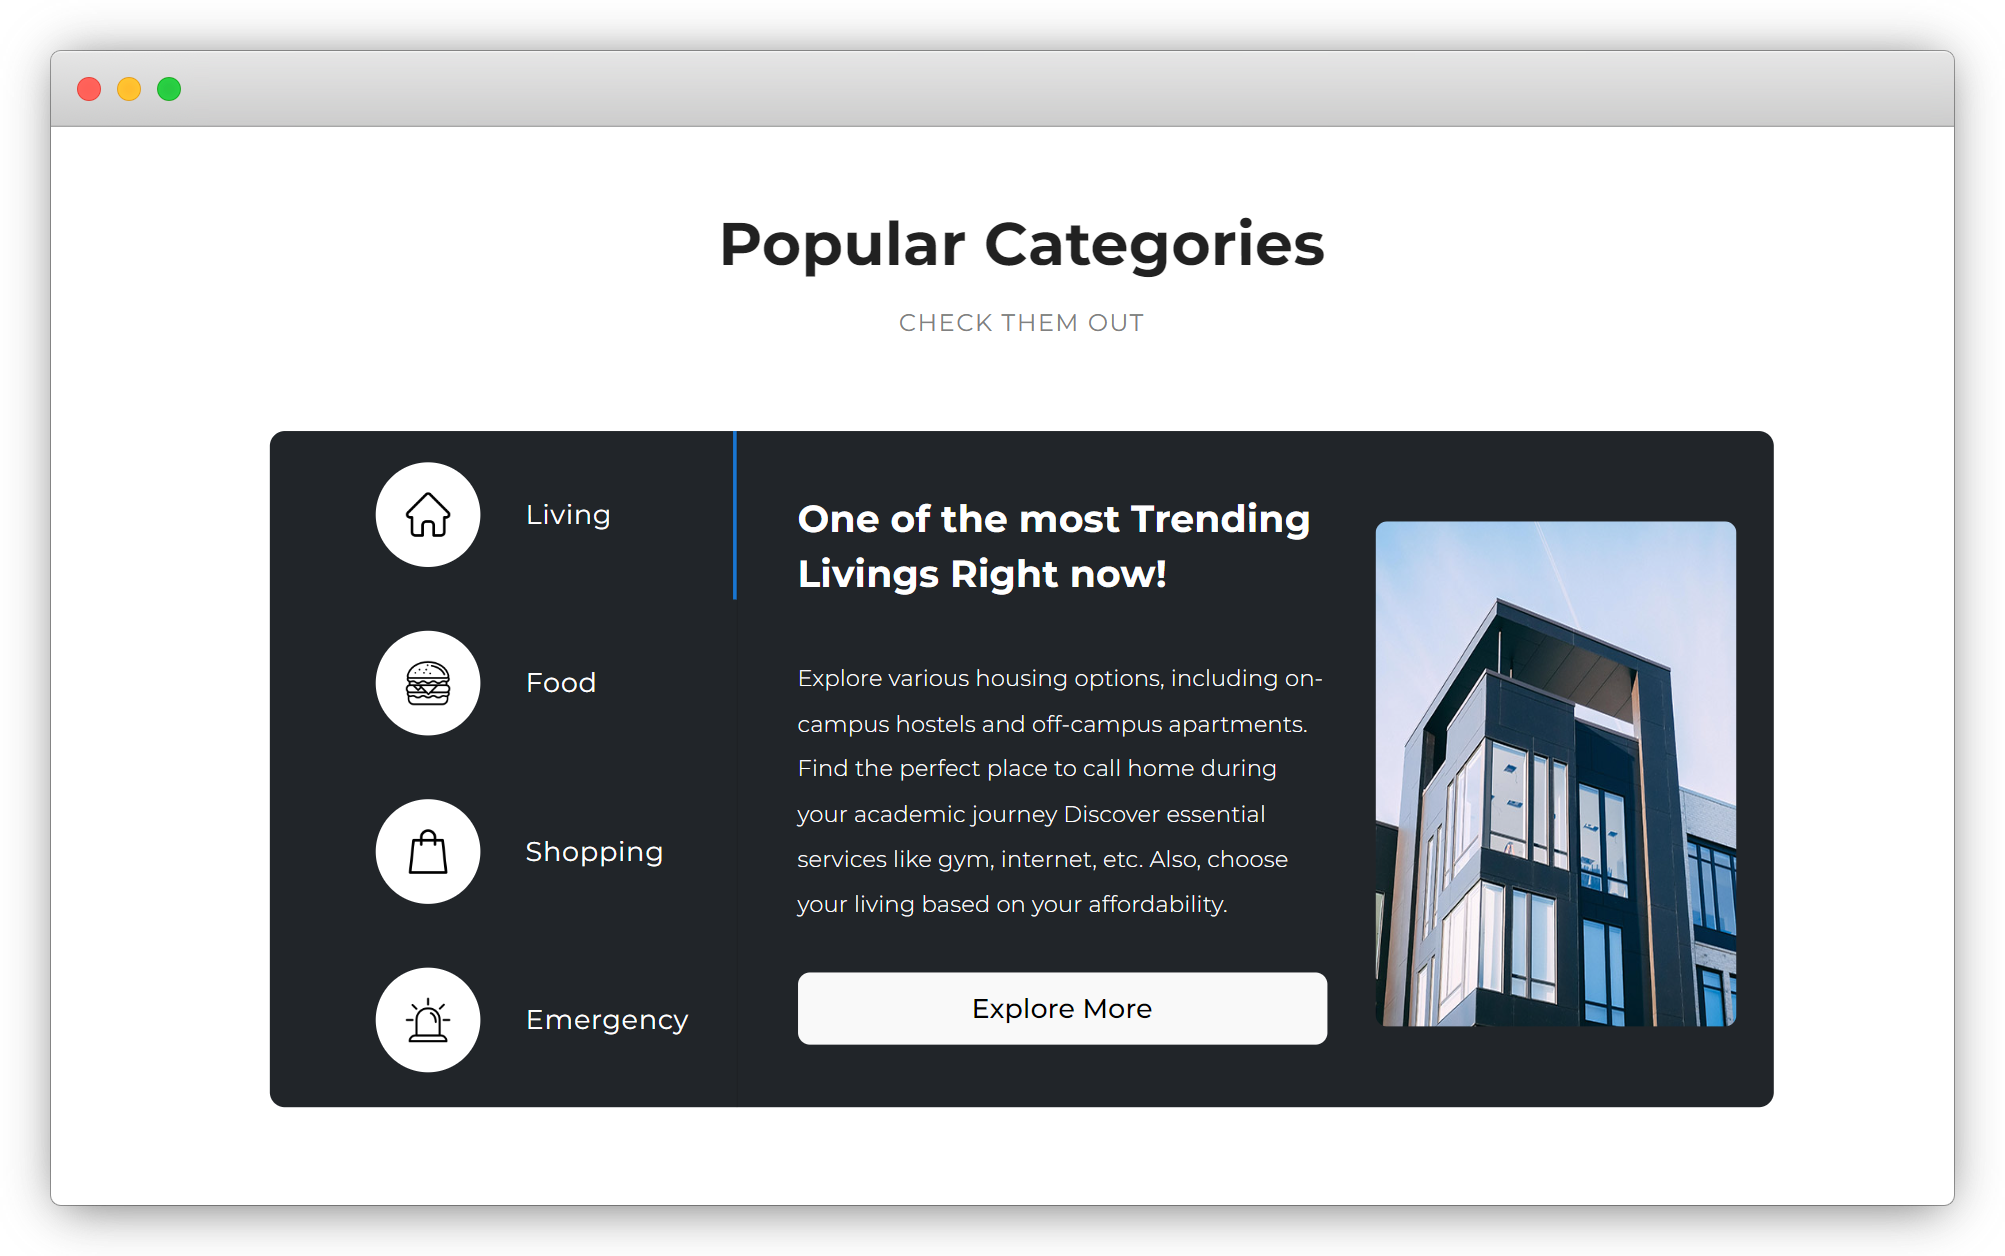 Popular Categories
CHECK THEM OUT
Living
Food
Shopping
Emergency
One of the most Trending
Livings Right now!
Explore various housing options, including on-
campus hostels and off-campus apartments.
Find the perfect place to call home during
your academic journey Discover essential
services like gym, internet, etc. Also, choose
your living based on your affordability.
Explore More